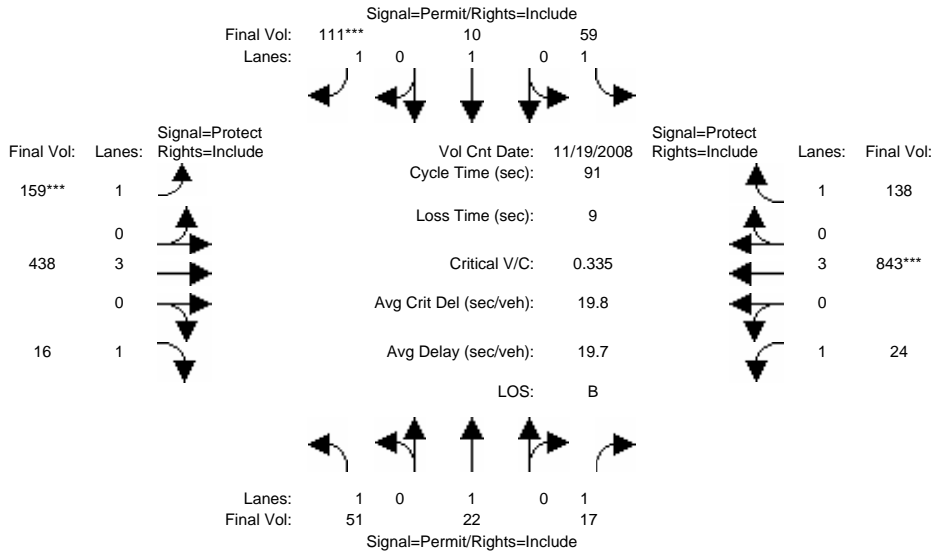 Signal=Permit/Rights=Include
Final Vol: 111*** 10 59
Lanes: 1 0 1 0 1
Signal=Protect Signal=Protect
Final Vol: Lanes: Rights=Include Vol Cnt Date: 11/19/2008 Rights=Include Lanes: Final Vol:
Cycle Time (sec): 91
159*** 1 1 138
Loss Time (sec): 9
0 0
438 3 Critical V/C: 0.335 3 843***
0 Avg Crit Del (sec/veh): 19.8 0
16 1 Avg Delay (sec/veh): 19.7 1 24
LOS: B
Lanes: 1 0 1 0 1
Final Vol: 51 22 17
Signal=Permit/Rights=Include